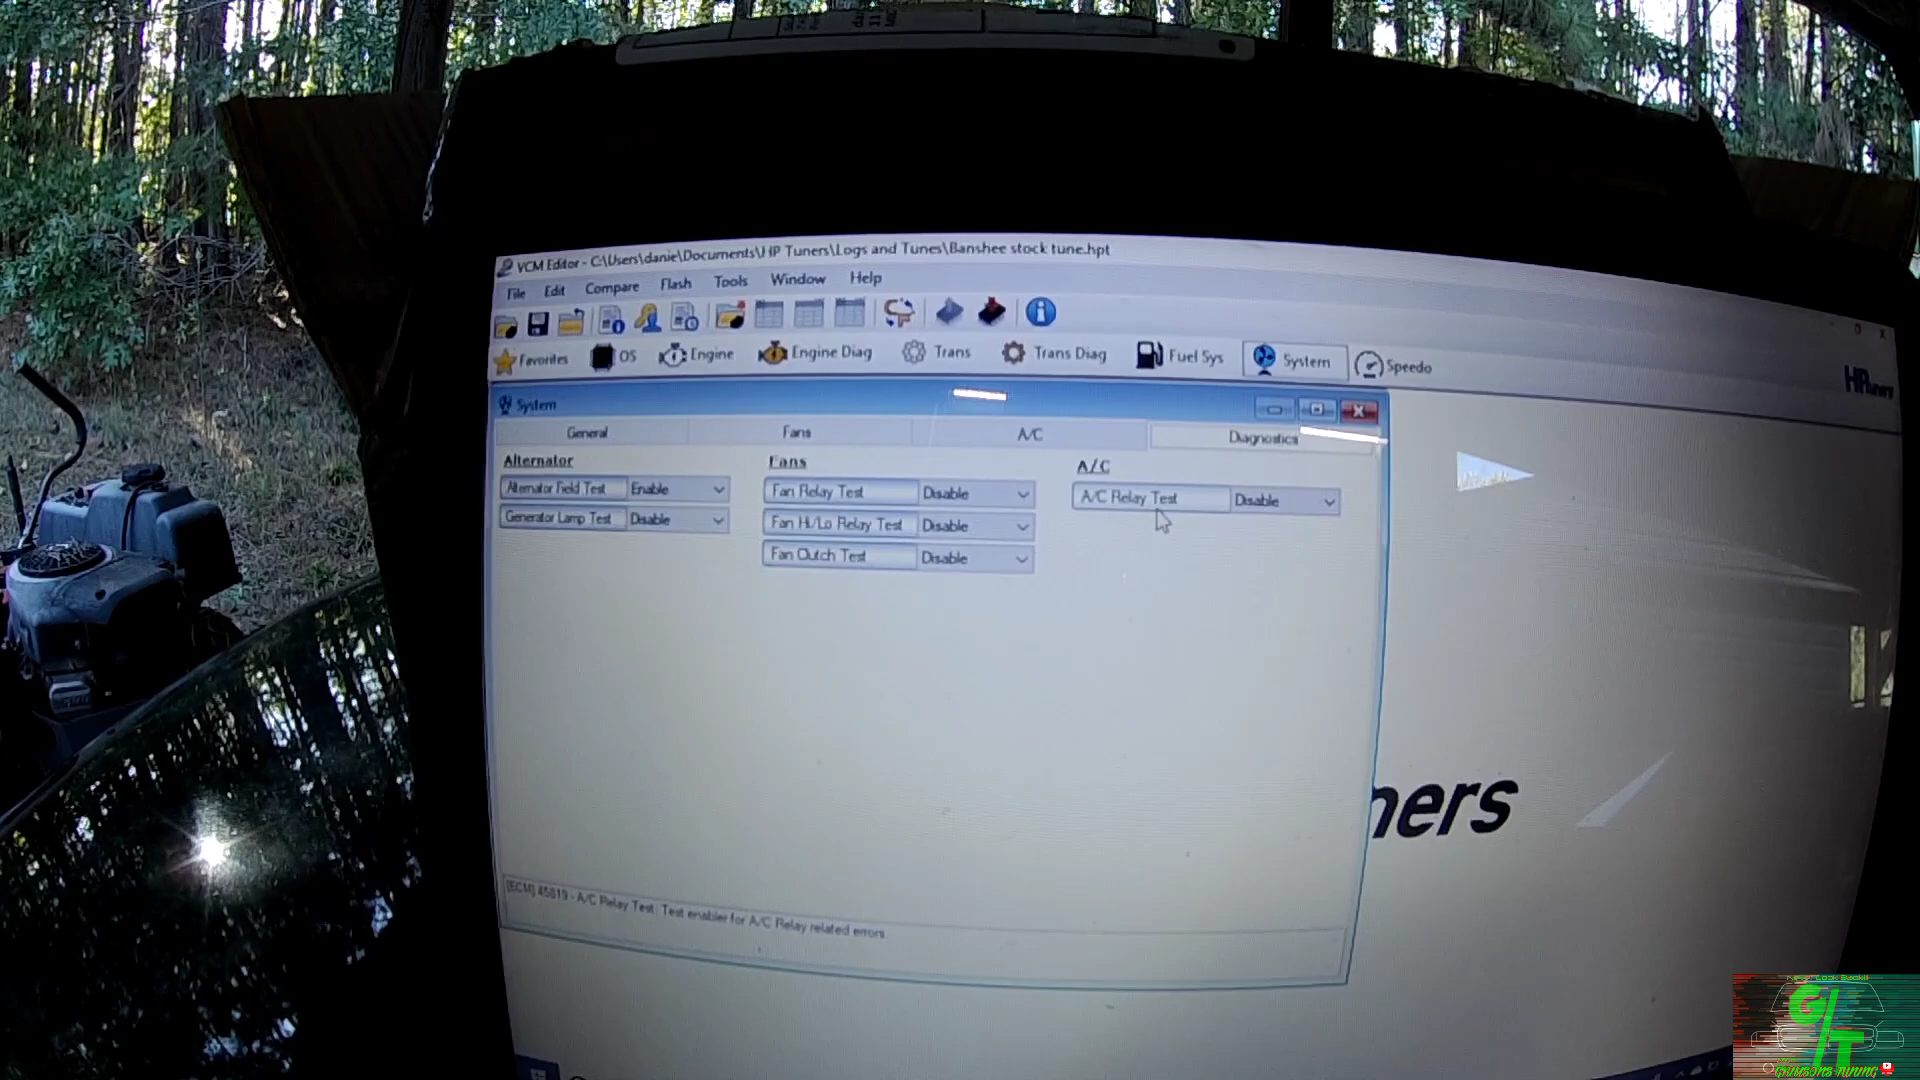 VCM Editor - C:\Users\danie\Documents\HP Tuners\Logs and Tunes\Banshee stock tune.hpt
File Edit Compare Flash Tools Window Help
Favorites OS Engine Engine Diag Trans Trans Diag Fuel Sys System Speedo
HPtuners
System
General Fans A/C Diagnostics
Alternator Fans A/C
Alternator Field Test Enable Fan Relay Test Disable A/C Relay Test Disable
Generator Lamp Test Disable Fan Hi/Lo Relay Test Disable
Fan Clutch Test Disable
ners
[ECM] 45819 - A/C Relay Test: Test enabler for A/C Relay related errors.
G/T